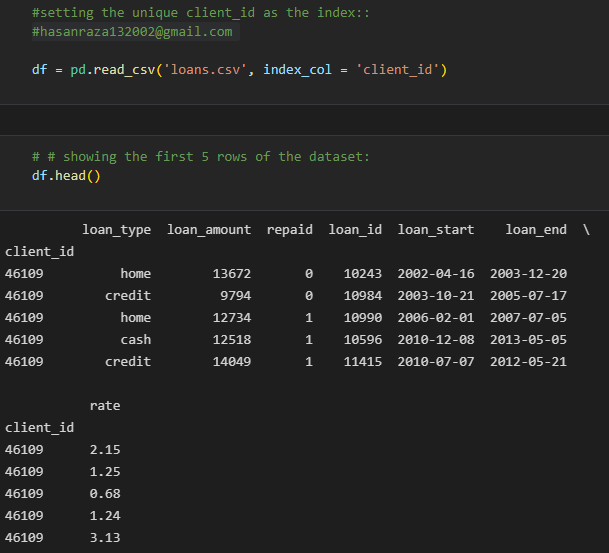 #setting the unique client_id as the index::
#hasanraza132002@gmail.com
df = pd.read_csv('loans.csv', index_col = 'client_id')
# # showing the first 5 rows of the dataset:
df.head()
loan_type loan_amount repaid loan_id loan_start loan_end \
client_id
46109 home 13672 0 10243 2002-04-16 2003-12-20
46109 credit 9794 0 10984 2003-10-21 2005-07-17
46109 home 12734 1 10990 2006-02-01 2007-07-05
46109 cash 12518 1 10596 2010-12-08 2013-05-05
46109 credit 14049 1 11415 2010-07-07 2012-05-21
rate
client_id
46109 2.15
46109 1.25
46109 0.68
46109 1.24
46109 3.13